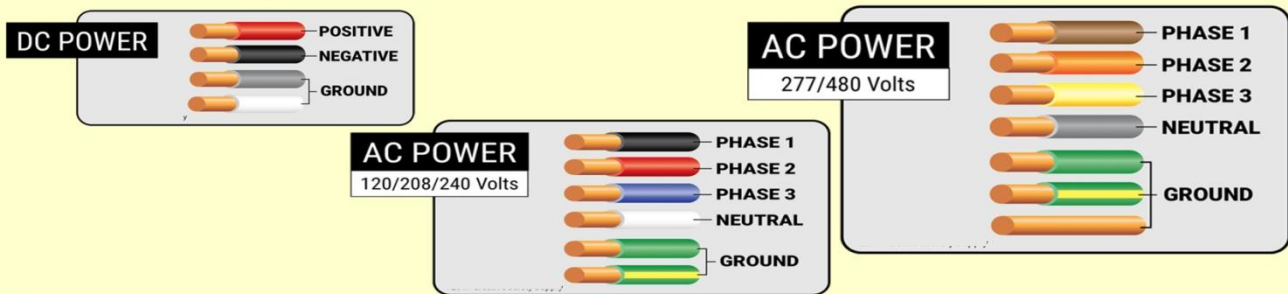 DC POWER
POSITIVE
NEGATIVE
GROUND
y
AC POWER
120/208/240 Volts
PHASE 1
PHASE 2
PHASE 3
NEUTRAL
GROUND
AC POWER
277/480 Volts
PHASE 1
PHASE 2
PHASE 3
NEUTRAL
GROUND